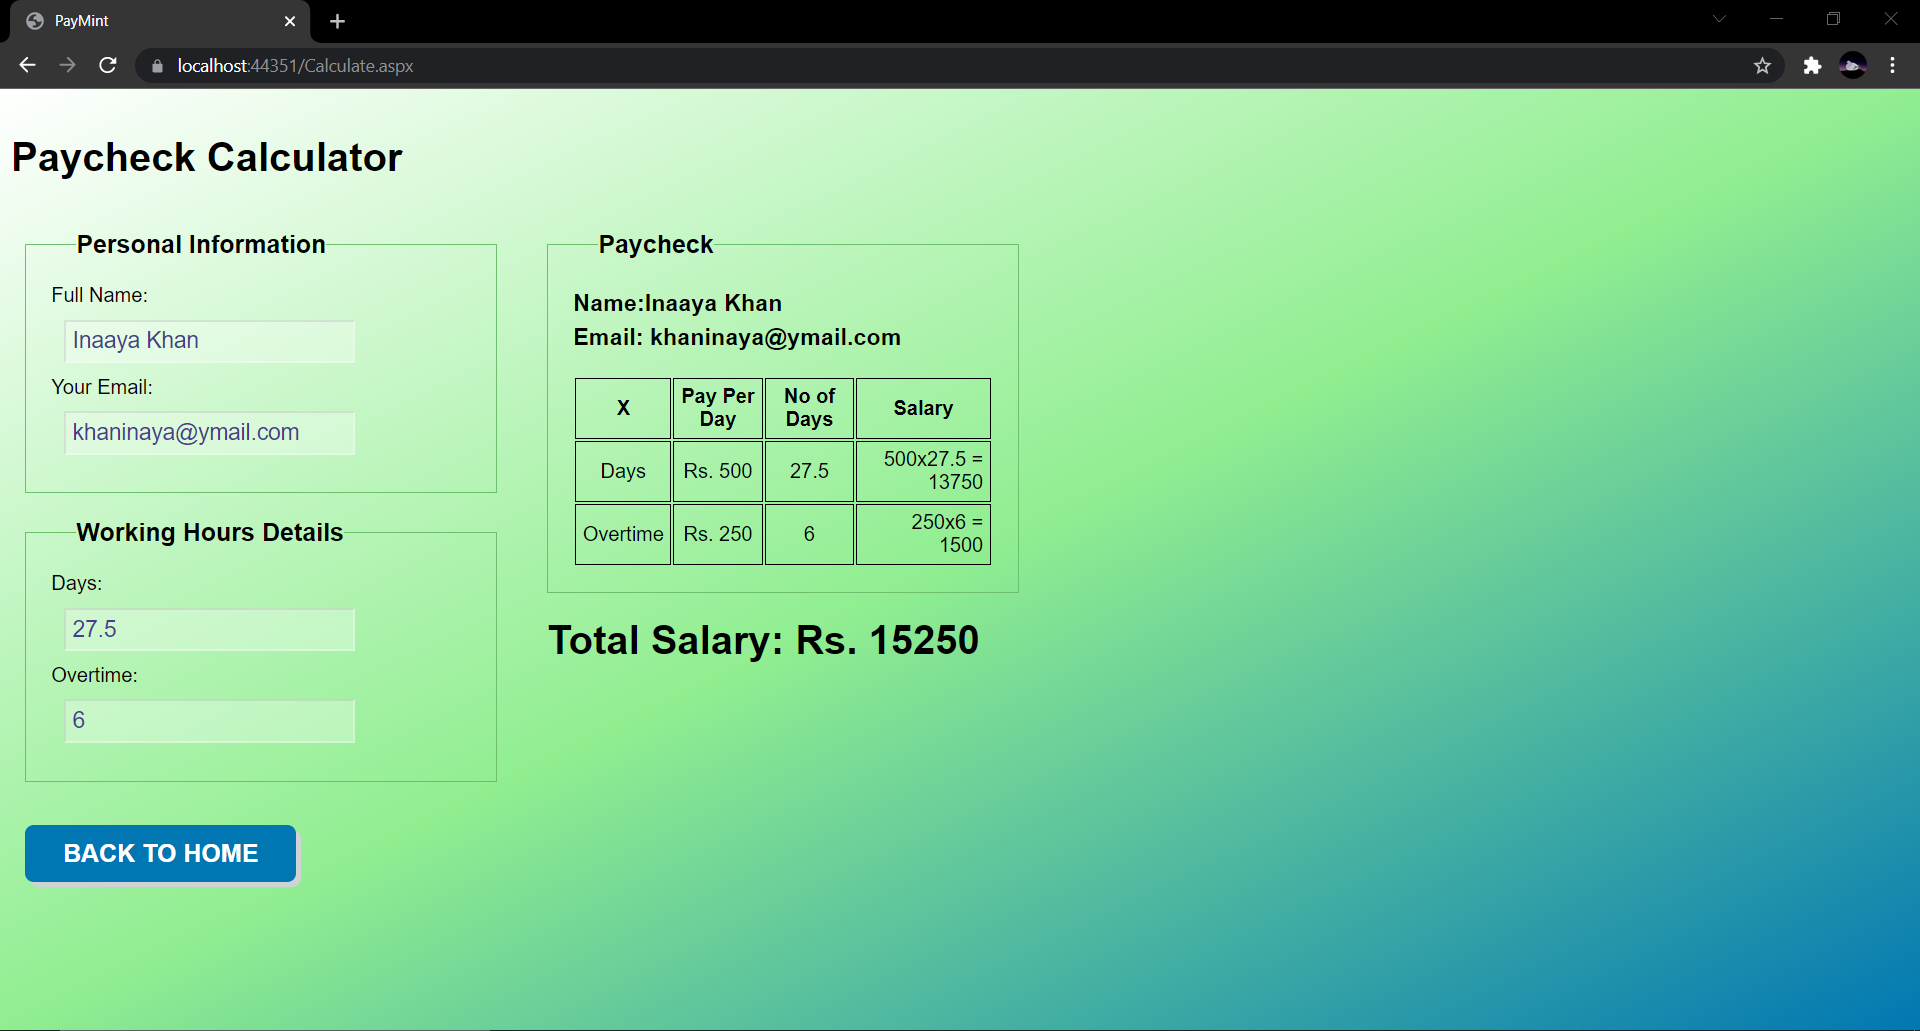 PayMint
localhost:44351/Calculate.aspx
Paycheck Calculator
Personal Information
Full Name:
Inaaya Khan
Your Email:
khaninaya@ymail.com
Working Hours Details
Days:
27.5
Overtime:
6
BACK TO HOME
Paycheck
Name:Inaaya Khan
Email: khaninaya@ymail.com
X Pay Per Day No of Days Salary
Days Rs. 500 27.5 500x27.5 = 13750
Overtime Rs. 250 6 250x6 = 1500
Total Salary: Rs. 15250